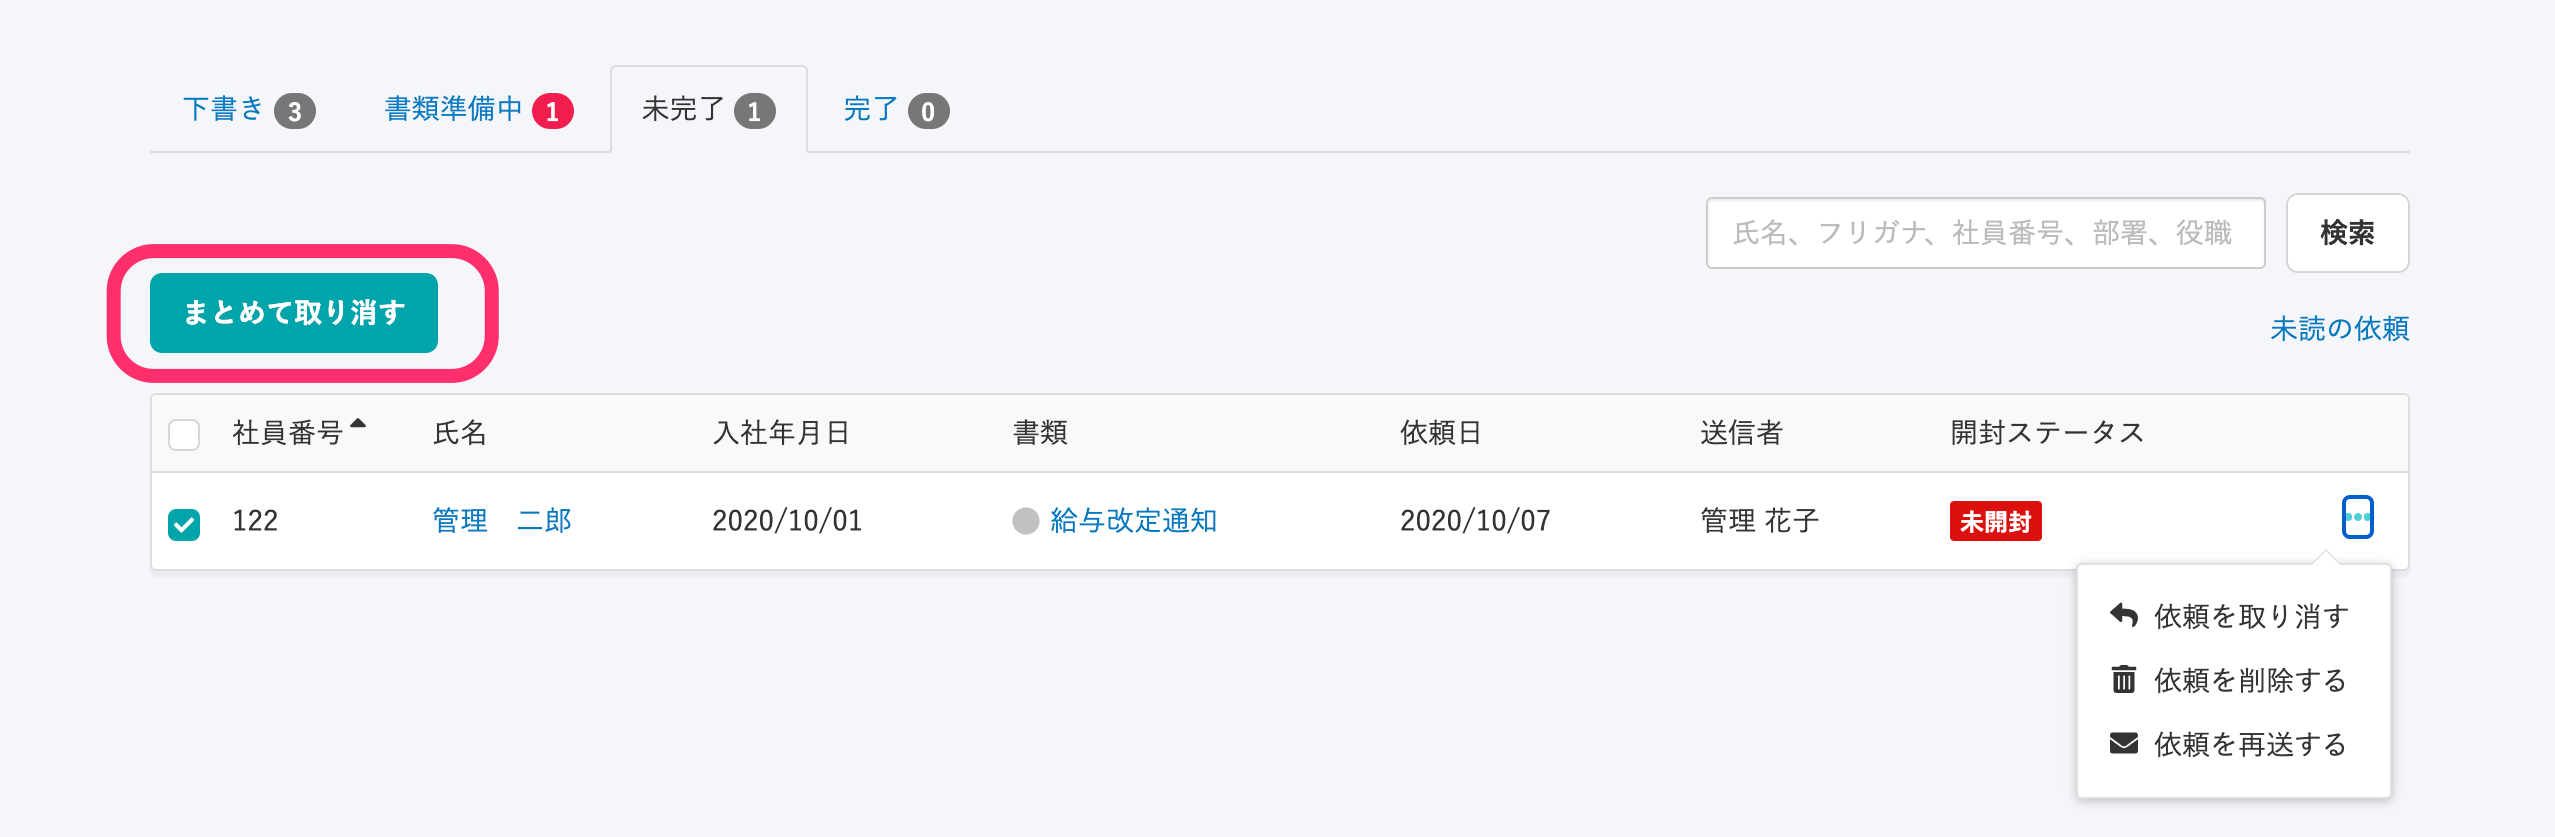 下書き 3 書類準備中 1 未完了 1 完了 0
氏名、フリガナ、社員番号、部署、役職 検索
まとめて取り消す
未読の依頼
社員番号 氏名 入社年月日 書類 依頼日 送信者 開封ステータス
122 管理　二郎 2020/10/01 給与改定通知 2020/10/07 管理 花子 未開封
依頼を取り消す
依頼を削除する
依頼を再送する